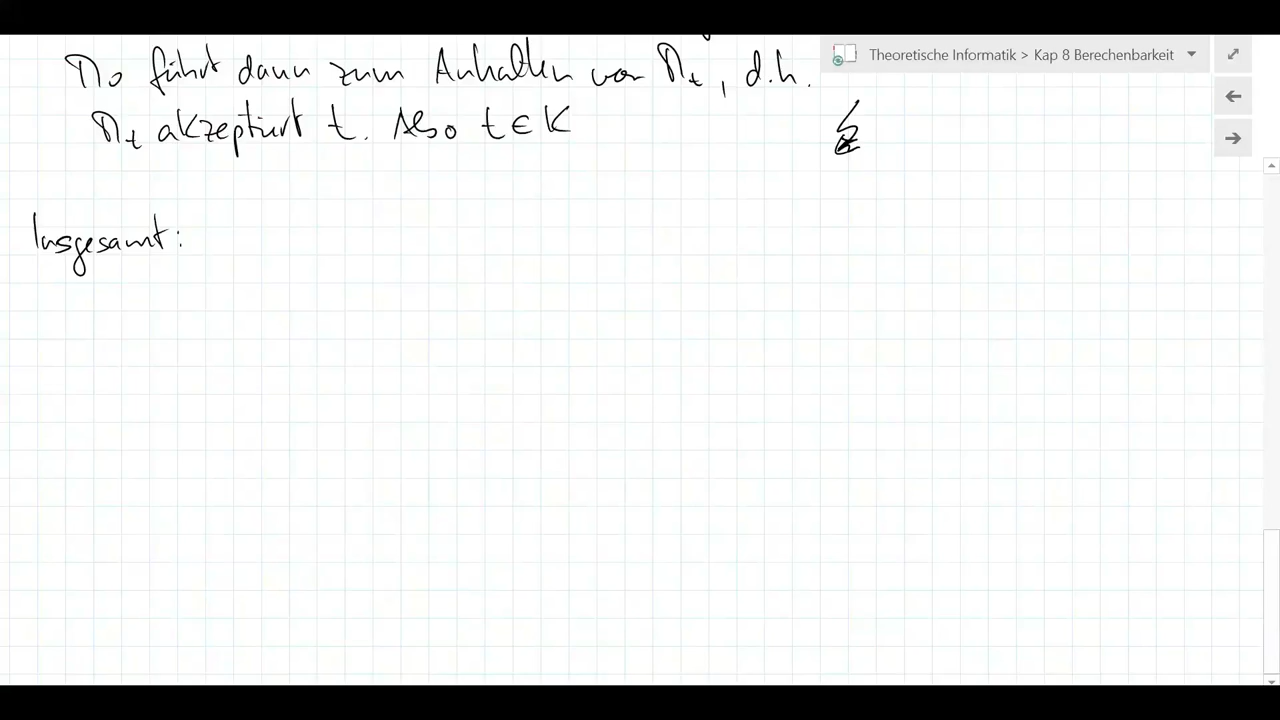 M₀ führt dann zum Anhalten von Mₜ, d.h.
Mₜ akzeptiert t. Also t ∈ K
Insgesamt:
Theoretische Informatik > Kap 8 Berechenbarkeit